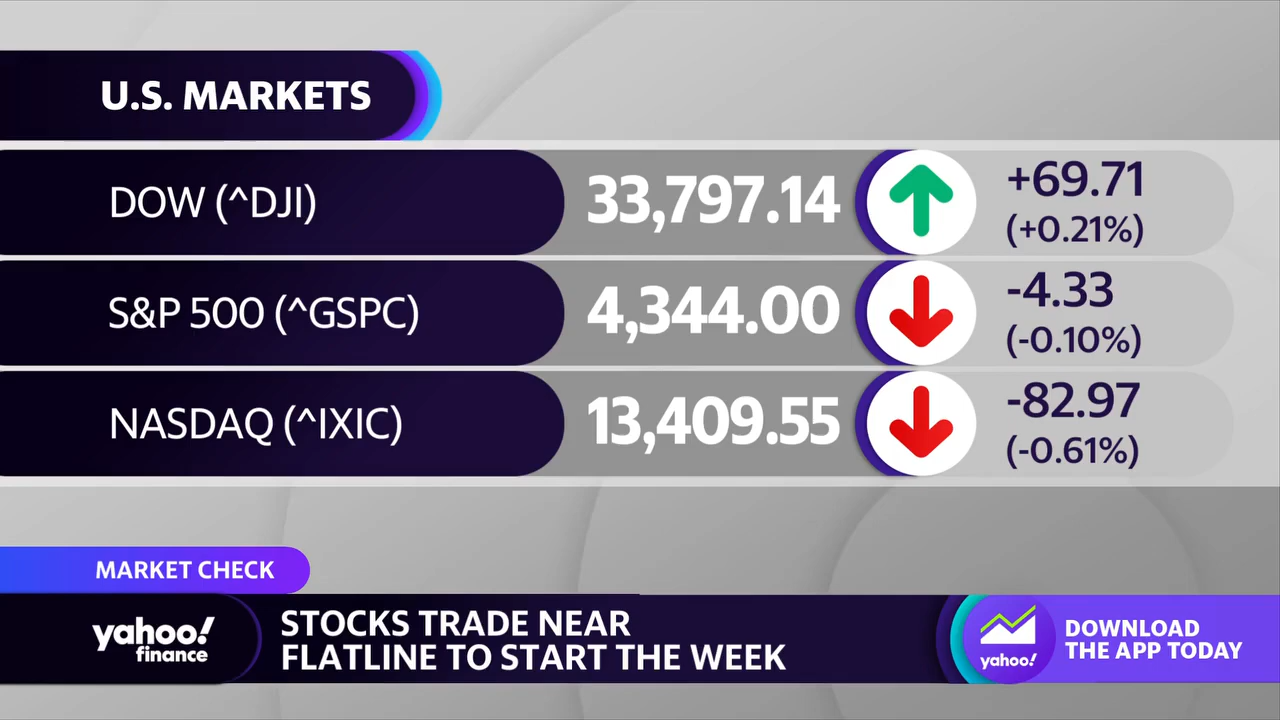 U.S. MARKETS
DOW (^DJI) 33,797.14 +69.71
(+0.21%)
S&P 500 (^GSPC) 4,344.00 -4.33
(-0.10%)
NASDAQ (^IXIC) 13,409.55 -82.97
(-0.61%)
MARKET CHECK
yahoo!
finance
STOCKS TRADE NEAR
FLATLINE TO START THE WEEK
yahoo!
DOWNLOAD
THE APP TODAY